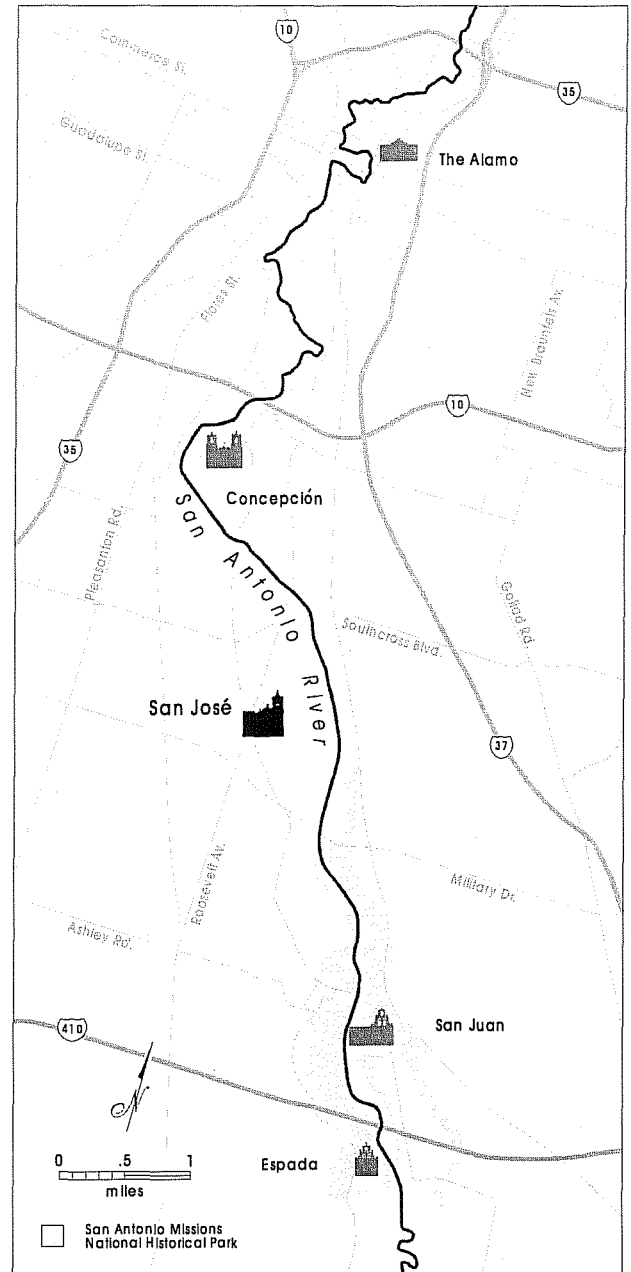 10
Commerce St.
35
Guadalupe St.
The Alamo
Flores St.
New Braunfels Av.
10
35
Concepción
San Antonio River
Pleasanton Rd.
Goliad Rd.
Southcross Blvd.
San José
37
Roosevelt Av.
Military Dr.
Ashley Rd.
410
San Juan
N
Espada
0 .5 1
miles
San Antonio Missions
National Historical Park